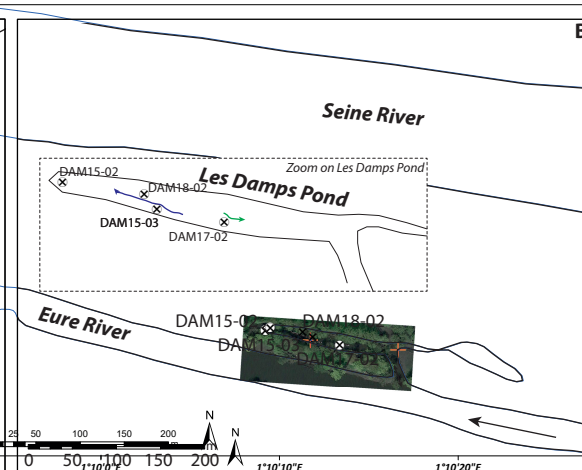 E
Seine River
Zoom on Les Damps Pond
DAM15-02
Les Damps Pond
DAM18-02
DAM15-03
DAM17-02
Eure River
DAM15-02
DAM18-02
DAM15-03
DAM17-02
N
N
25 50 100 150 200
m
0 50 100 150 200
1°10'0"E
1°10'10"E
1°10'20"E